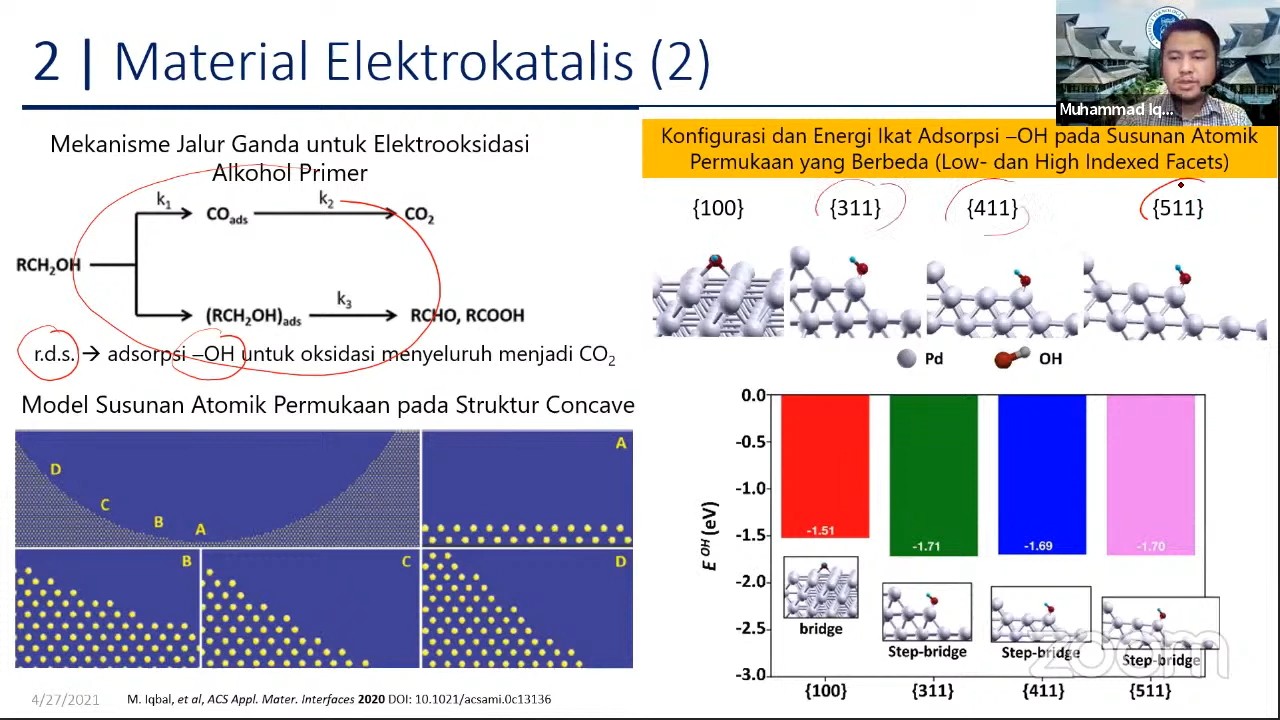 2 | Material Elektrokatalis (2)
Muhammad Iq...
Mekanisme Jalur Ganda untuk Elektrooksidasi
Alkohol Primer
k1
k2
COads
CO2
RCH2OH
k3
(RCH2OH)ads
RCHO, RCOOH
r.d.s. → adsorpsi –OH untuk oksidasi menyeluruh menjadi CO2
Model Susunan Atomik Permukaan pada Struktur Concave
D
C
B
A
A
B
C
D
4/27/2021
M. Iqbal, et al, ACS Appl. Mater. Interfaces 2020 DOI: 10.1021/acsami.0c13136
Konfigurasi dan Energi Ikat Adsorpsi –OH pada Susunan Atomik
Permukaan yang Berbeda (Low- dan High Indexed Facets)
{100} {311} {411} {511}
Pd OH
E OH (eV)
0.0
-0.5
-1.0
-1.5
-2.0
-2.5
-3.0
-1.51
-1.71
-1.69
-1.70
bridge
Step-bridge
Step-bridge
Step-bridge
zoom
{100} {311} {411} {511}